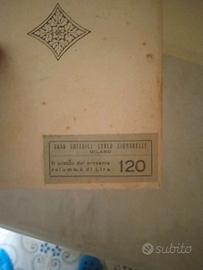 CASA EDITRICE CARLO SIGNORELLI
MILANO
Il prezzo del presente
volume è di Lire 120
subito